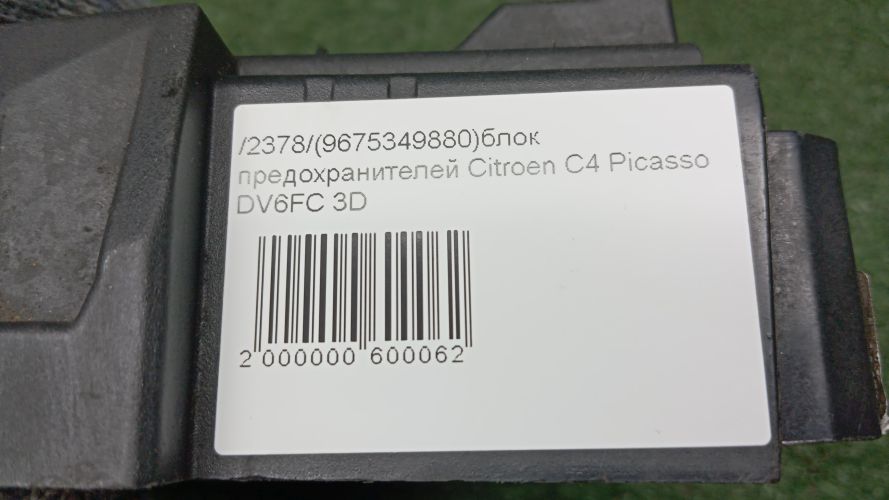 /2378/(9675349880)блок
предохранителей Citroen C4 Picasso
DV6FC 3D
2 000000 600062